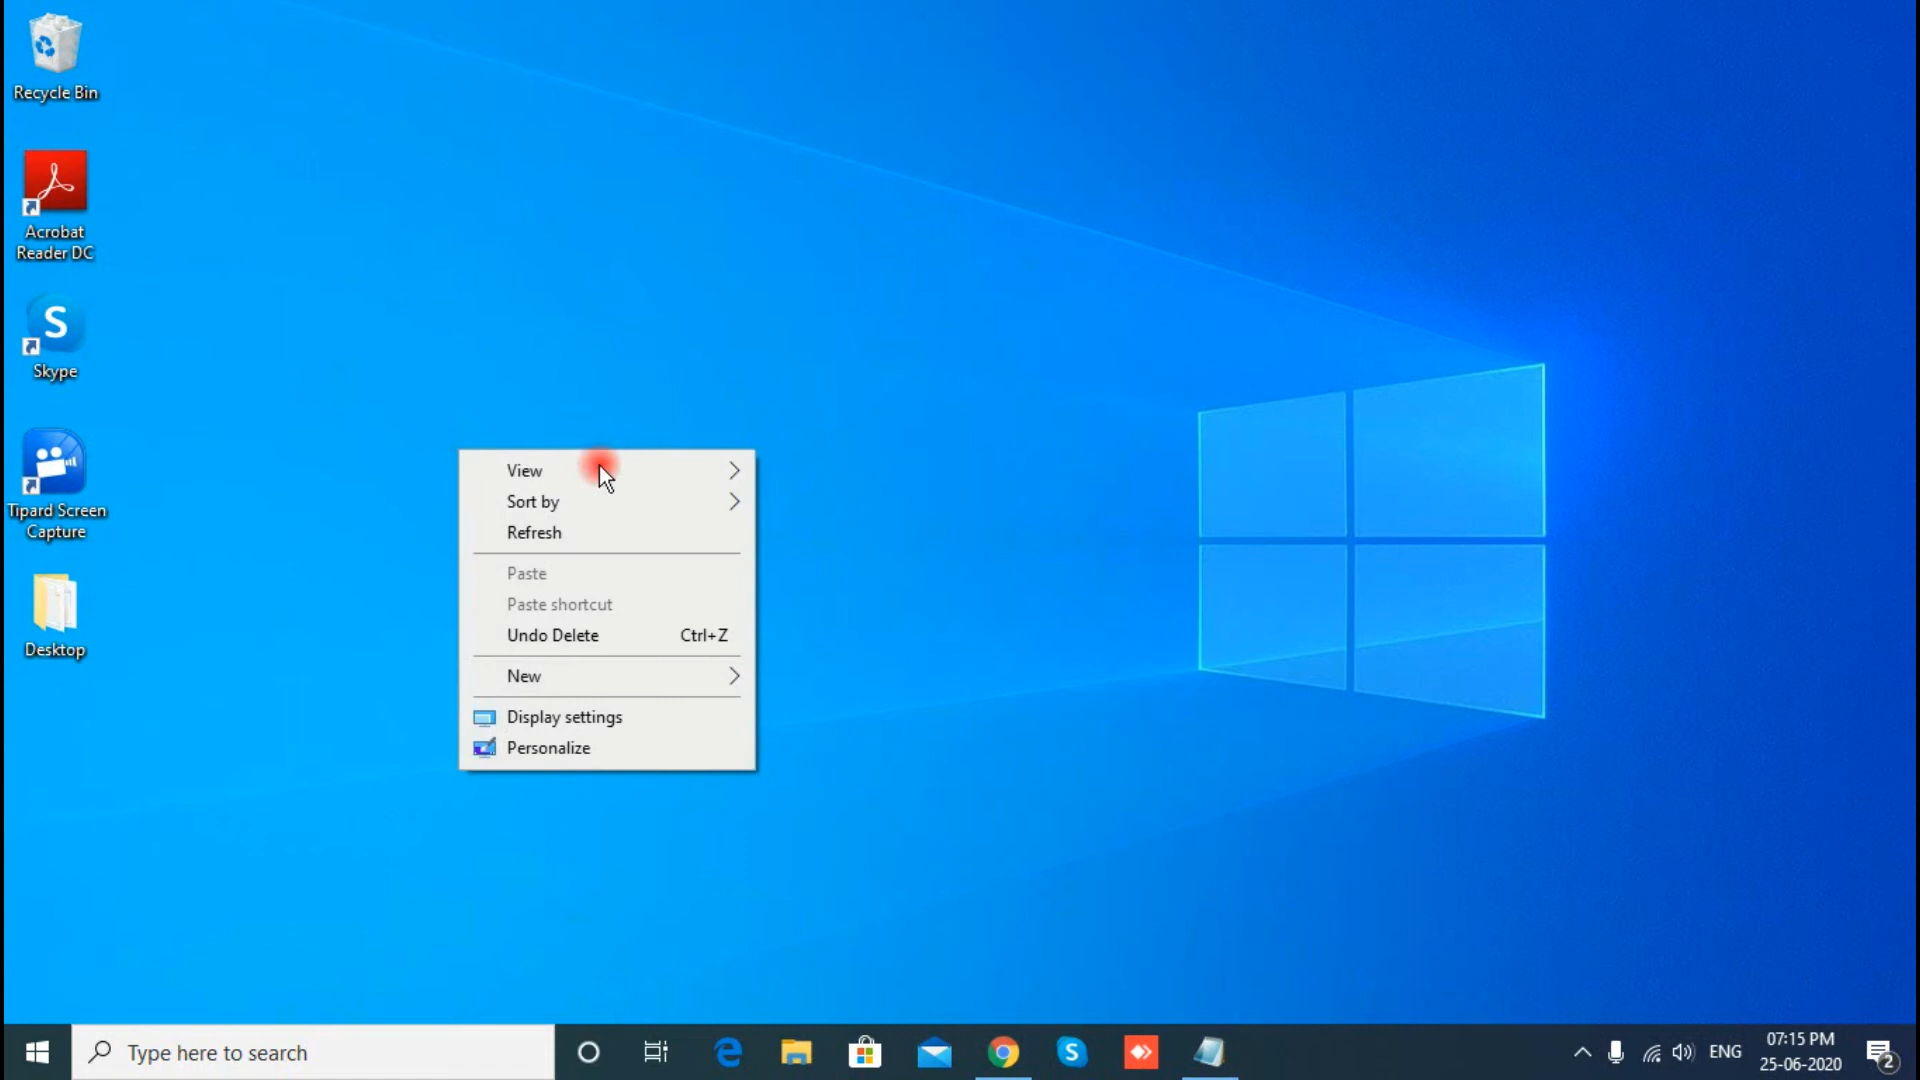 Recycle Bin
Acrobat
Reader DC
S
Skype
Tipard Screen
Capture
Desktop
View
Sort by
Refresh
Paste
Paste shortcut
Undo Delete Ctrl+Z
New
Display settings
Personalize
Type here to search
S
ENG
07:15 PM
25-06-2020
2